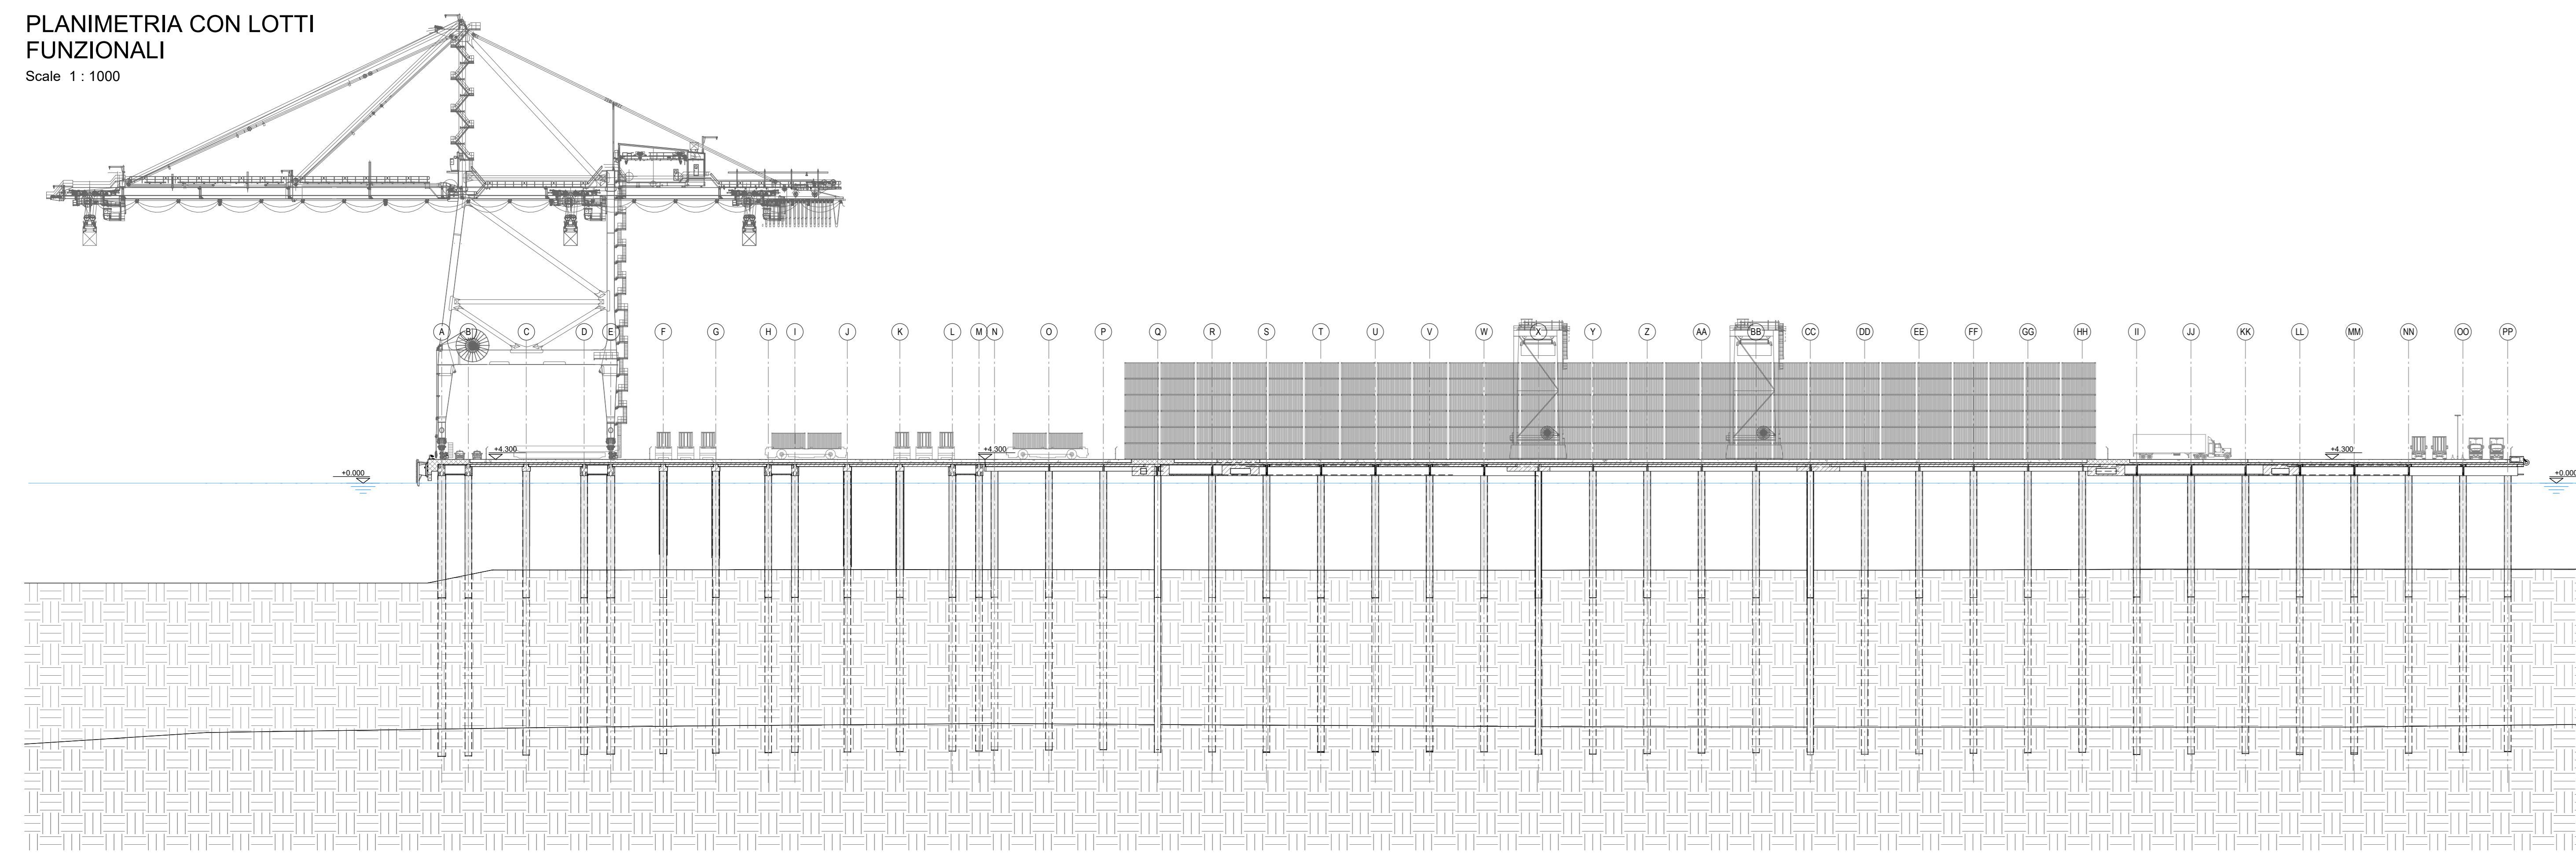 PLANIMETRIA CON LOTTI
FUNZIONALI
Scale 1 : 1000
A B C D E F G H I J K L M N O P Q R S T U V W X Y Z AA BB CC DD EE FF GG HH II JJ KK LL MM NN OO PP
+4.300 +4.300 +4.300
+0.000 +0.000